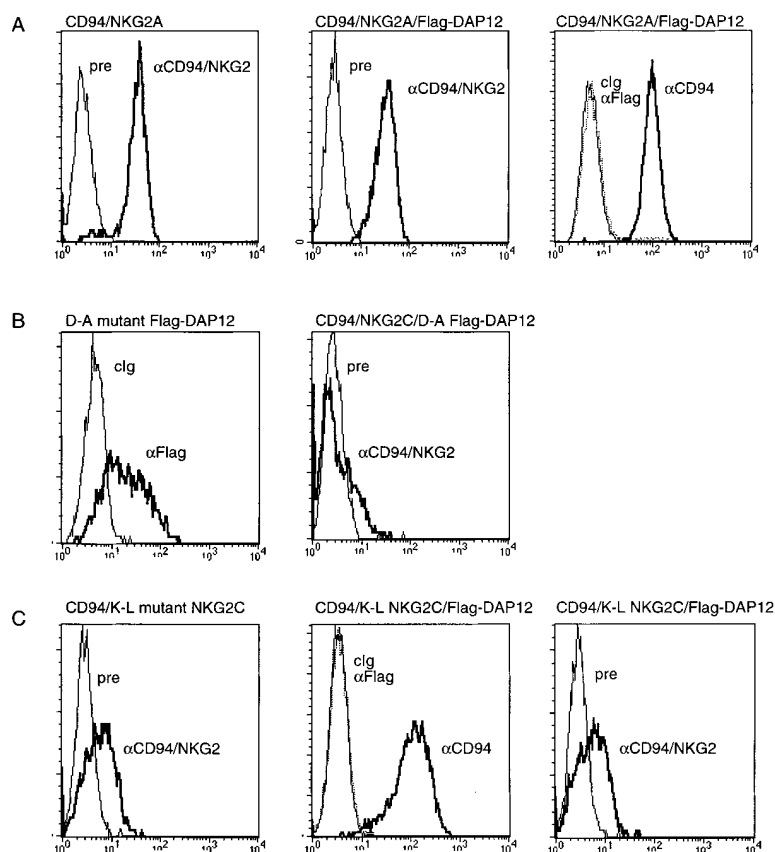 A
CD94/NKG2A
pre
αCD94/NKG2
10⁰ 10¹ 10² 10³ 10⁴
CD94/NKG2A/Flag-DAP12
pre
αCD94/NKG2
0
10⁰ 10¹ 10² 10³ 10⁴
CD94/NKG2A/Flag-DAP12
cIg
αFlag
αCD94
10⁰ 10¹ 10² 10³ 10⁴
B
D-A mutant Flag-DAP12
cIg
αFlag
10⁰ 10¹ 10² 10³ 10⁴
CD94/NKG2C/D-A Flag-DAP12
pre
αCD94/NKG2
10⁰ 10¹ 10² 10³ 10⁴
C
CD94/K-L mutant NKG2C
pre
αCD94/NKG2
10⁰ 10¹ 10² 10³ 10⁴
CD94/K-L NKG2C/Flag-DAP12
cIg
αFlag
αCD94
10⁰ 10¹ 10² 10³ 10⁴
CD94/K-L NKG2C/Flag-DAP12
pre
αCD94/NKG2
10⁰ 10¹ 10² 10³ 10⁴